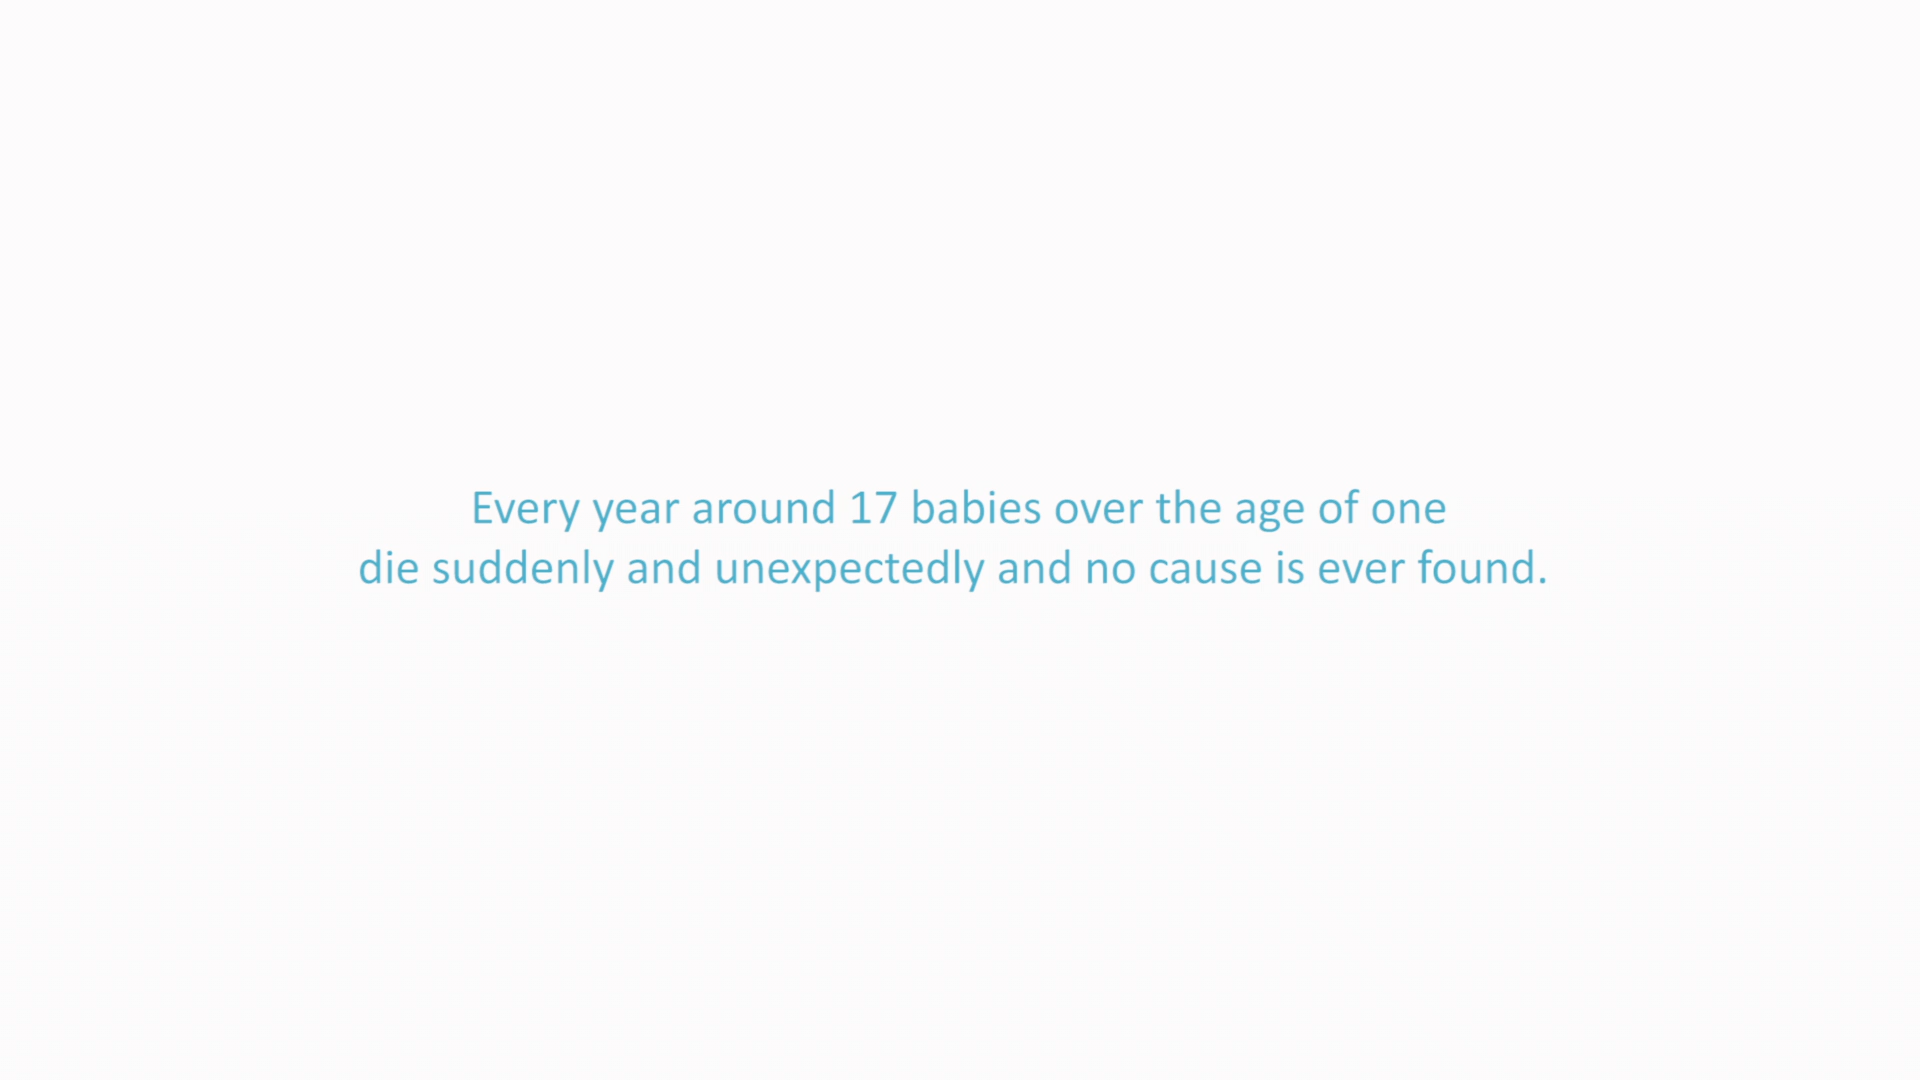 Every year around 17 babies over the age of one
die suddenly and unexpectedly and no cause is ever found.